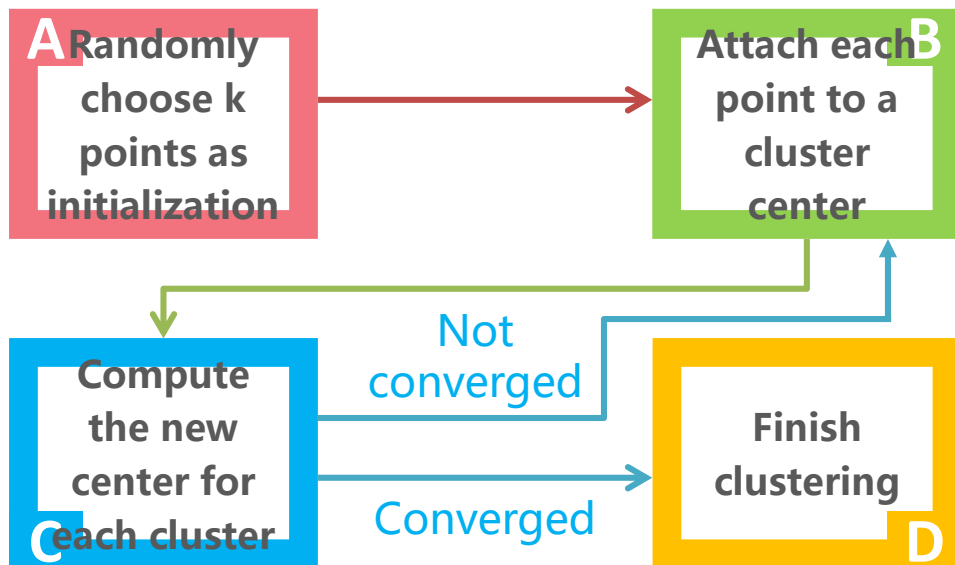 A
Randomly
choose k
points as
initialization
B
Attach each
point to a
cluster
center
Not
converged
Compute
the new
center for
each cluster
C
Converged
Finish
clustering
D